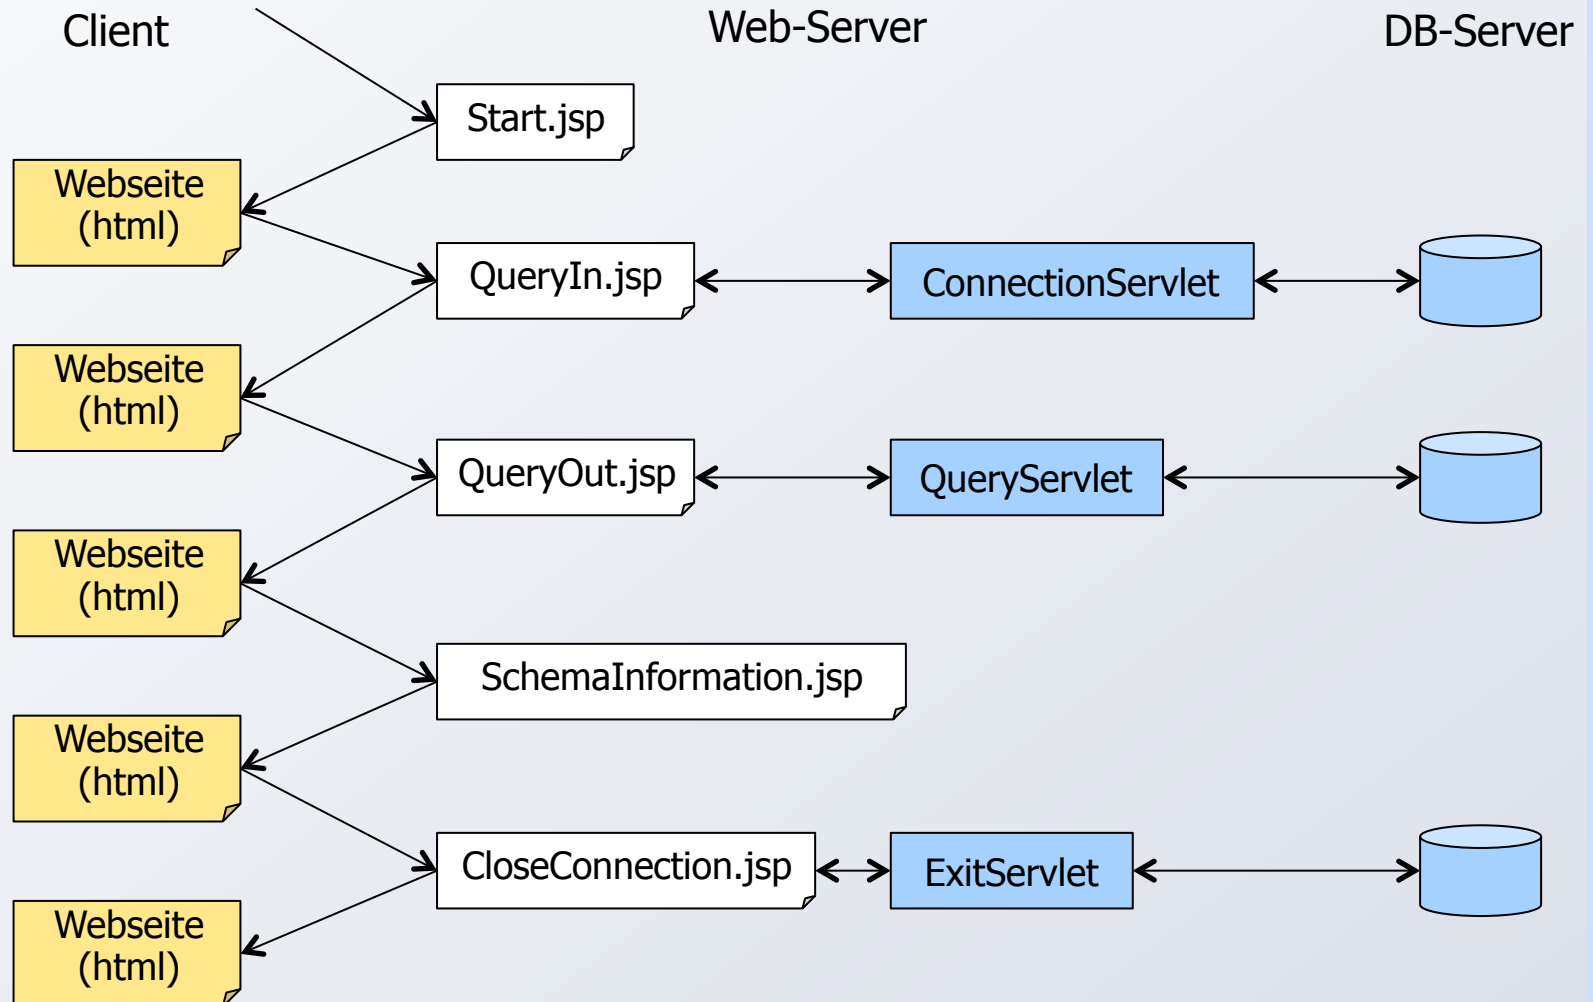 Client
Web-Server
DB-Server
Start.jsp
Webseite
(html)
QueryIn.jsp
ConnectionServlet
Webseite
(html)
QueryOut.jsp
QueryServlet
Webseite
(html)
SchemaInformation.jsp
Webseite
(html)
CloseConnection.jsp
ExitServlet
Webseite
(html)